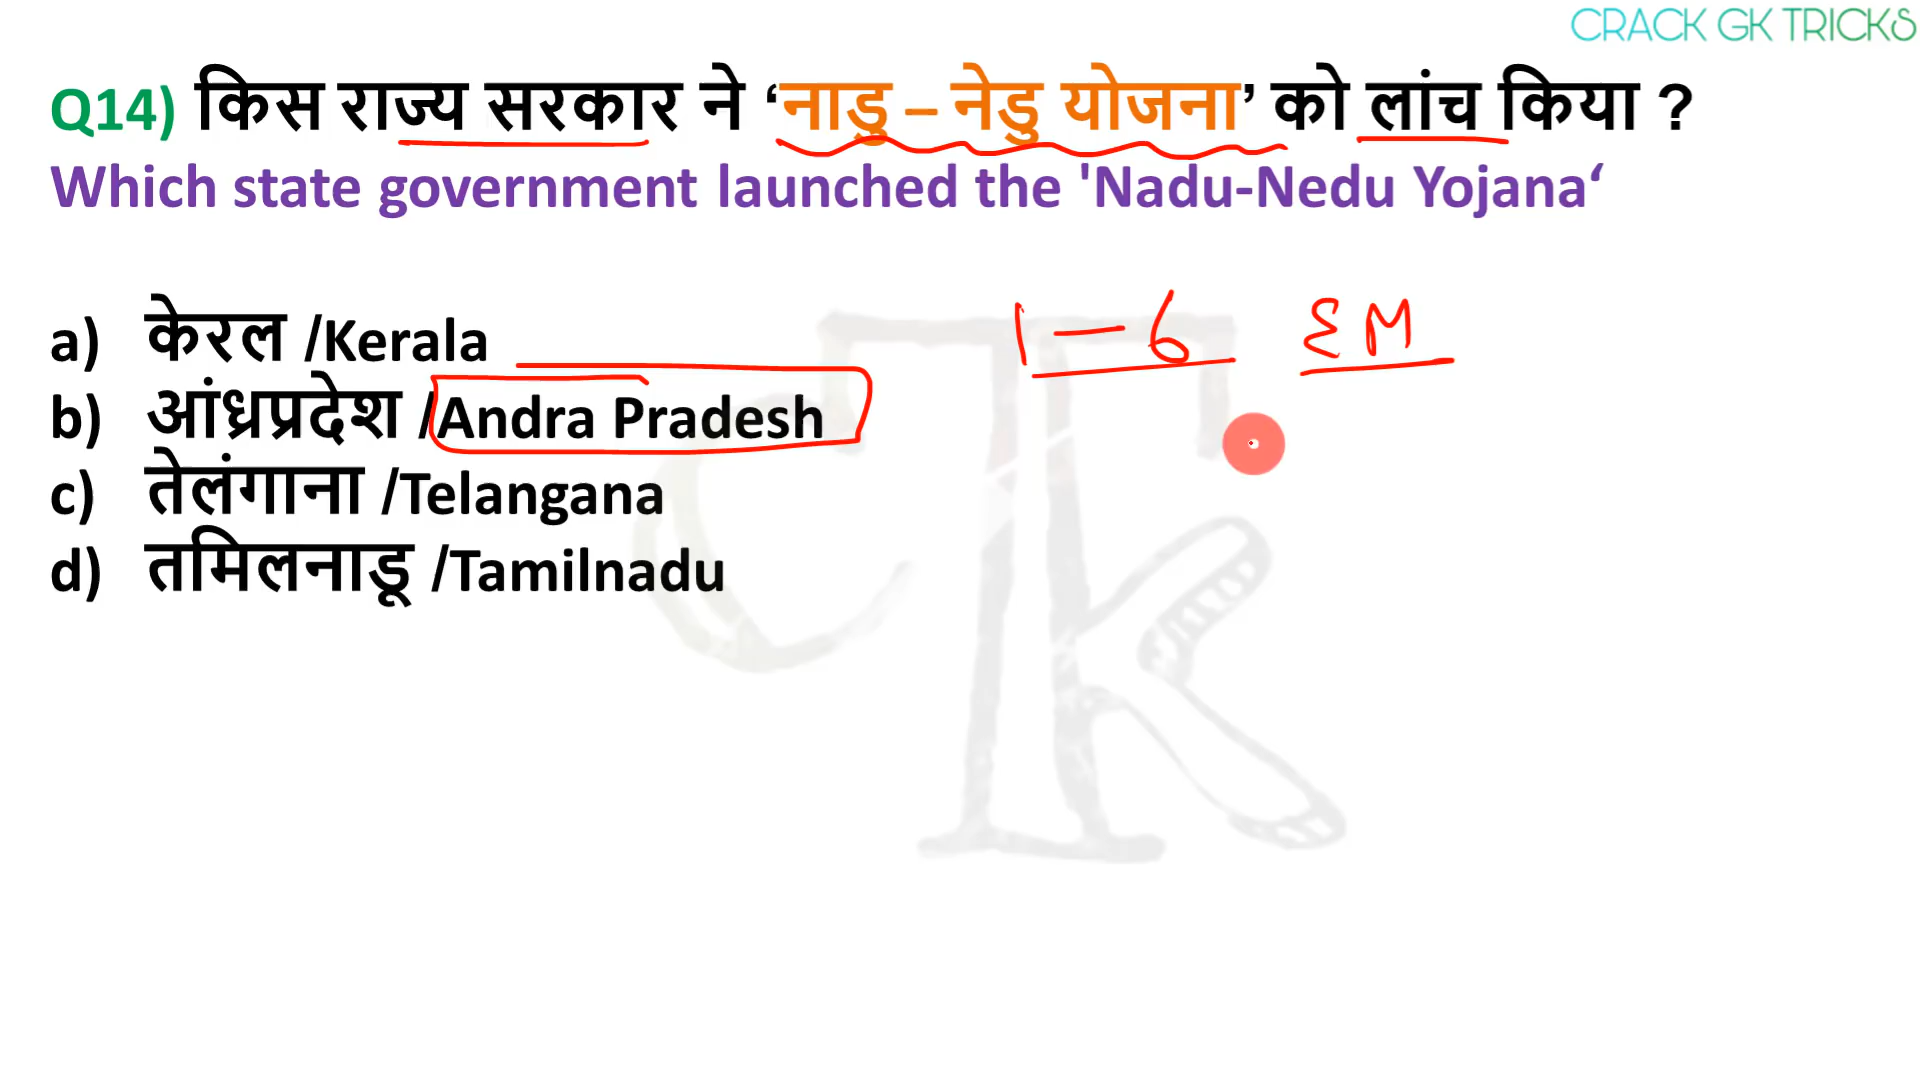 CRACK GK TRICKS
Q14) किस राज्य सरकार ने ‘नाडु – नेडु योजना’ को लांच किया ?
Which state government launched the 'Nadu-Nedu Yojana‘
a) केरल /Kerala
1 — 6 EM
b) आंध्रप्रदेश /Andra Pradesh
c) तेलंगाना /Telangana
d) तमिलनाडू /Tamilnadu